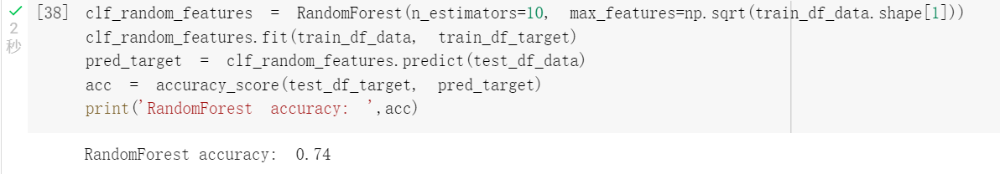 [38] clf_random_features = RandomForest(n_estimators=10, max_features=np.sqrt(train_df_data.shape[1]))
2
秒
clf_random_features.fit(train_df_data, train_df_target)
pred_target = clf_random_features.predict(test_df_data)
acc = accuracy_score(test_df_target, pred_target)
print('RandomForest accuracy: ',acc)
RandomForest accuracy: 0.74